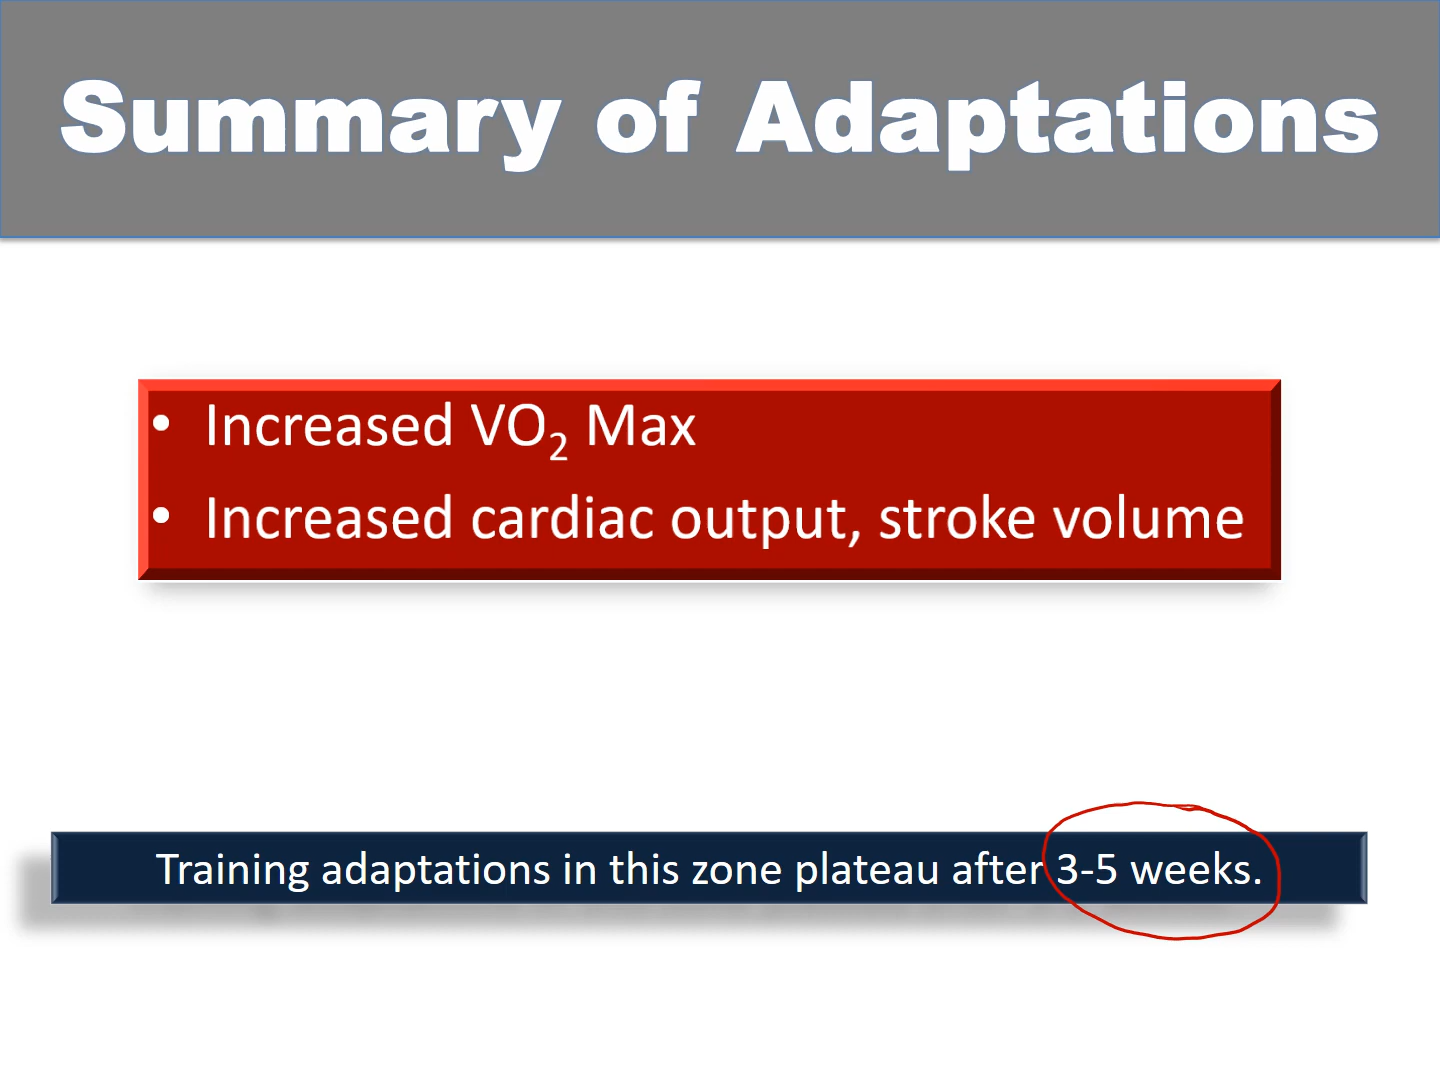 Summary of Adaptations
• Increased VO₂ Max
• Increased cardiac output, stroke volume
Training adaptations in this zone plateau after 3-5 weeks.